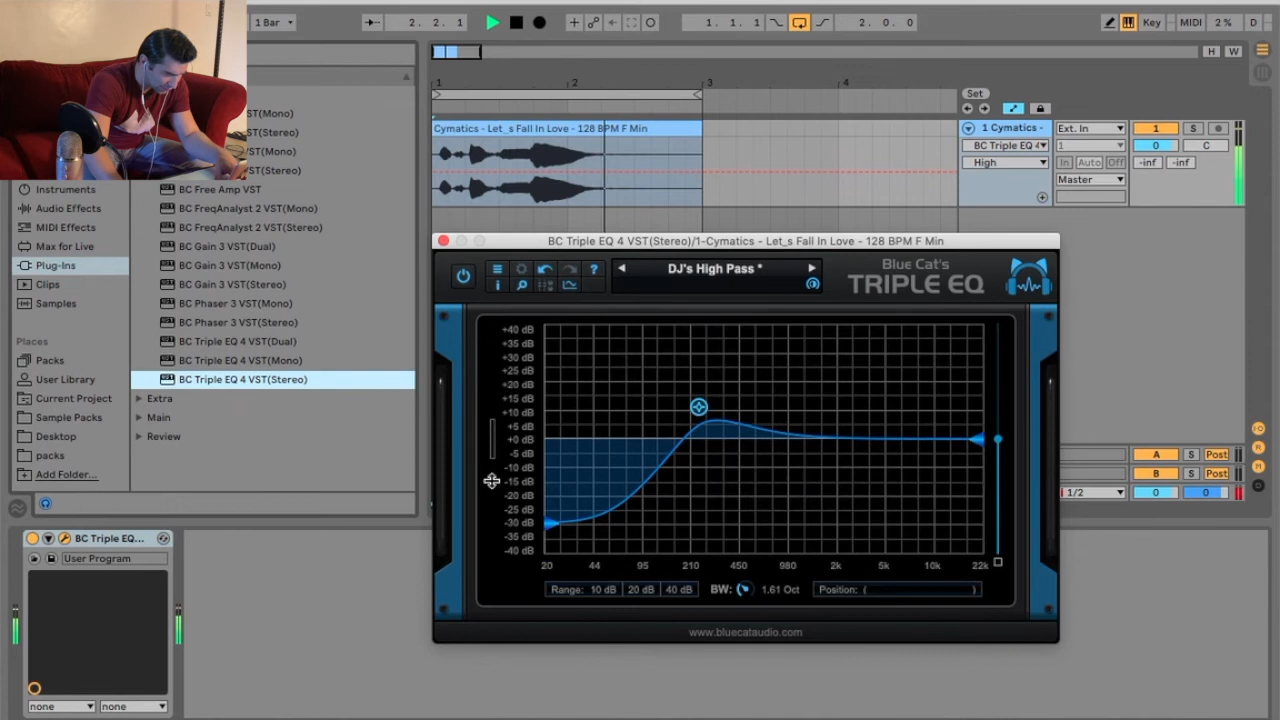 1 Bar
2. 2. 1
1. 1. 1
2. 0. 0
Key
MIDI
2 %
D
H
W
1
2
3
4
Set
ST(Mono)
ST(Stereo)
ST(Mono)
ST(Stereo)
Cymatics - Let_s Fall In Love - 128 BPM F Min
1 Cymatics -
Ext. In
1
S
BC Triple EQ 4
1
0
C
High
In
Auto
Off
-inf
-inf
Master
Instruments
Audio Effects
MIDI Effects
Max for Live
Plug-Ins
Clips
Samples
Places
Packs
User Library
Current Project
Sample Packs
Desktop
packs
Add Folder...
BC Free Amp VST
BC FreqAnalyst 2 VST(Mono)
BC FreqAnalyst 2 VST(Stereo)
BC Gain 3 VST(Dual)
BC Gain 3 VST(Mono)
BC Gain 3 VST(Stereo)
BC Phaser 3 VST(Mono)
BC Phaser 3 VST(Stereo)
BC Triple EQ 4 VST(Dual)
BC Triple EQ 4 VST(Mono)
BC Triple EQ 4 VST(Stereo)
Extra
Main
Review
BC Triple EQ 4 VST(Stereo)/1-Cymatics - Let_s Fall In Love - 128 BPM F Min
DJ's High Pass *
Blue Cat's
TRIPLE EQ
+40 dB
+35 dB
+30 dB
+25 dB
+20 dB
+15 dB
+10 dB
+5 dB
+0 dB
-5 dB
-10 dB
-15 dB
-20 dB
-25 dB
-30 dB
-35 dB
-40 dB
20 44 95 210 450 980 2k 5k 10k 22k
Range: 10 dB 20 dB 40 dB BW: 1.61 Oct Position: ( )
www.bluecataudio.com
A S Post
B S Post
1/2 0 0
BC Triple EQ...
User Program
none none